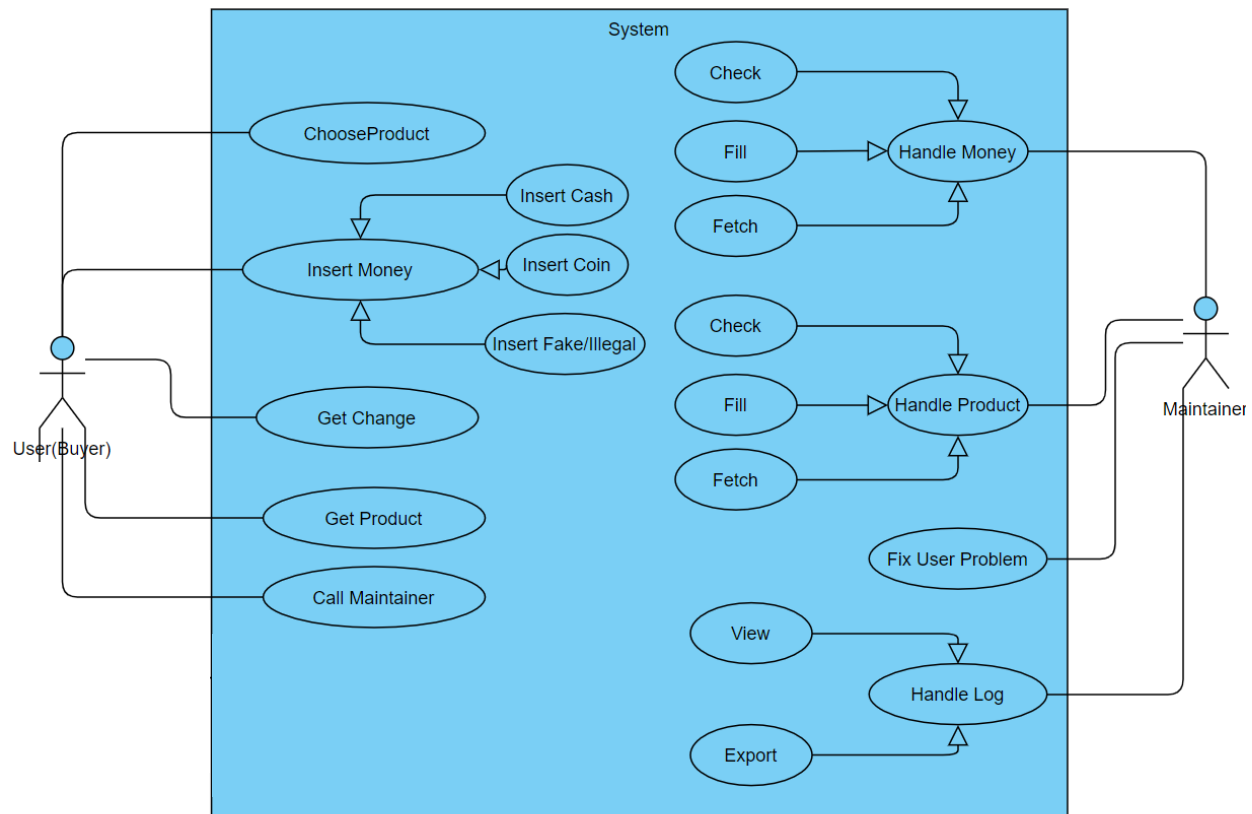 System
Check
ChooseProduct
Fill
Handle Money
Insert Cash
Fetch
Insert Money
Insert Coin
Check
Insert Fake/Illegal
Fill
Handle Product
Maintainer
Get Change
User(Buyer)
Fetch
Get Product
Fix User Problem
Call Maintainer
View
Handle Log
Export